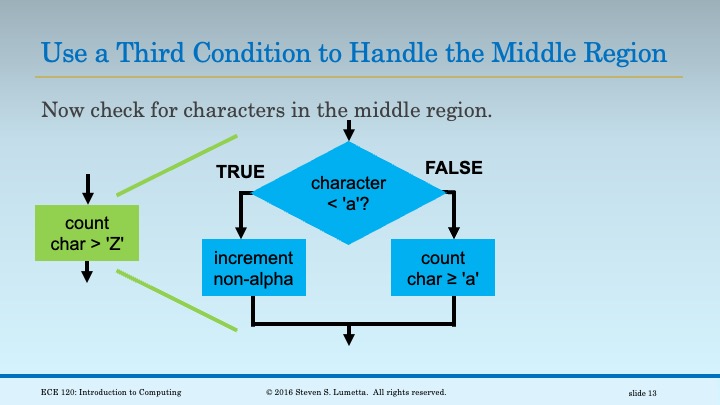 Use a Third Condition to Handle the Middle Region
Now check for characters in the middle region.
TRUE
FALSE
character
< 'a'?
count
char > 'Z'
increment
non-alpha
count
char ≥ 'a'
ECE 120: Introduction to Computing
© 2016 Steven S. Lumetta.  All rights reserved.
slide 13